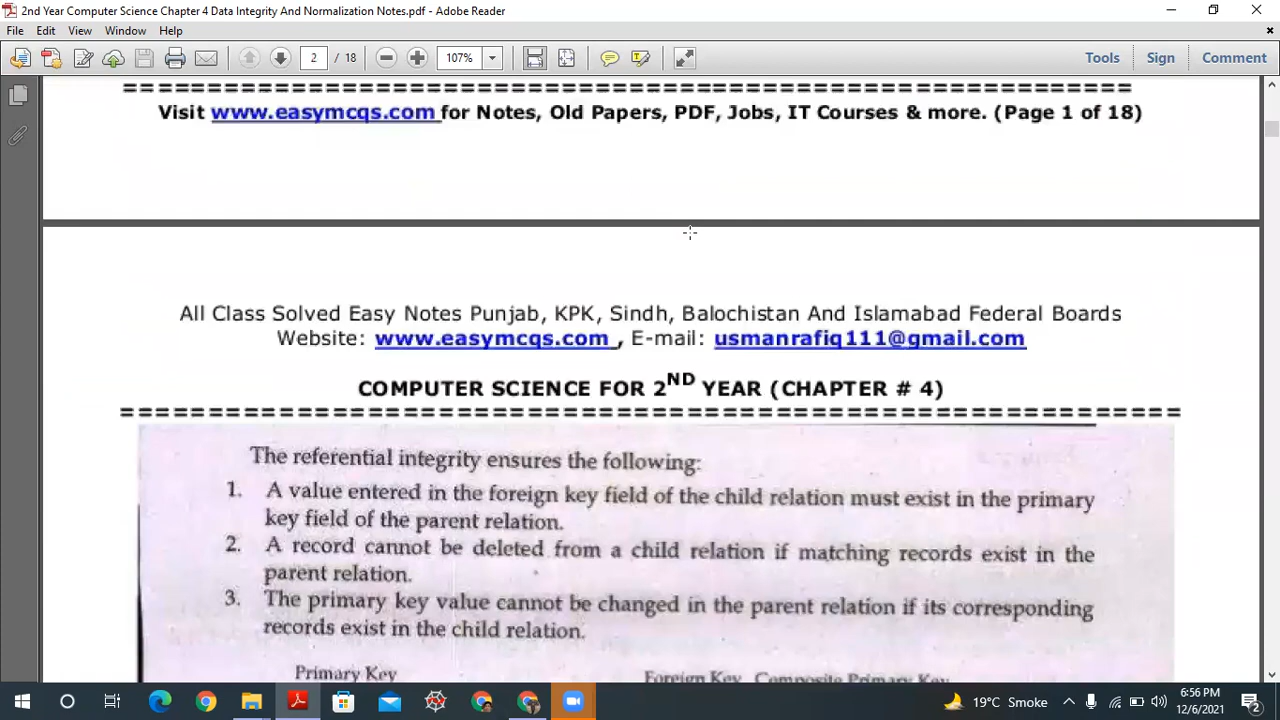 2nd Year Computer Science Chapter 4 Data Integrity And Normalization Notes.pdf - Adobe Reader
File Edit View Window Help
2 / 18 107% Tools Sign Comment
Visit www.easymcqs.com for Notes, Old Papers, PDF, Jobs, IT Courses & more. (Page 1 of 18)
All Class Solved Easy Notes Punjab, KPK, Sindh, Balochistan And Islamabad Federal Boards
Website: www.easymcqs.com , E-mail: usmanrafiq111@gmail.com
COMPUTER SCIENCE FOR 2ND YEAR (CHAPTER # 4)
The referential integrity ensures the following:
1. A value entered in the foreign key field of the child relation must exist in the primary
key field of the parent relation.
2. A record cannot be deleted from a child relation if matching records exist in the
parent relation.
3. The primary key value cannot be changed in the parent relation if its corresponding
records exist in the child relation.
Primary Key Foreign Key Composite Primary Key
19°C Smoke 6:56 PM
12/6/2021 2